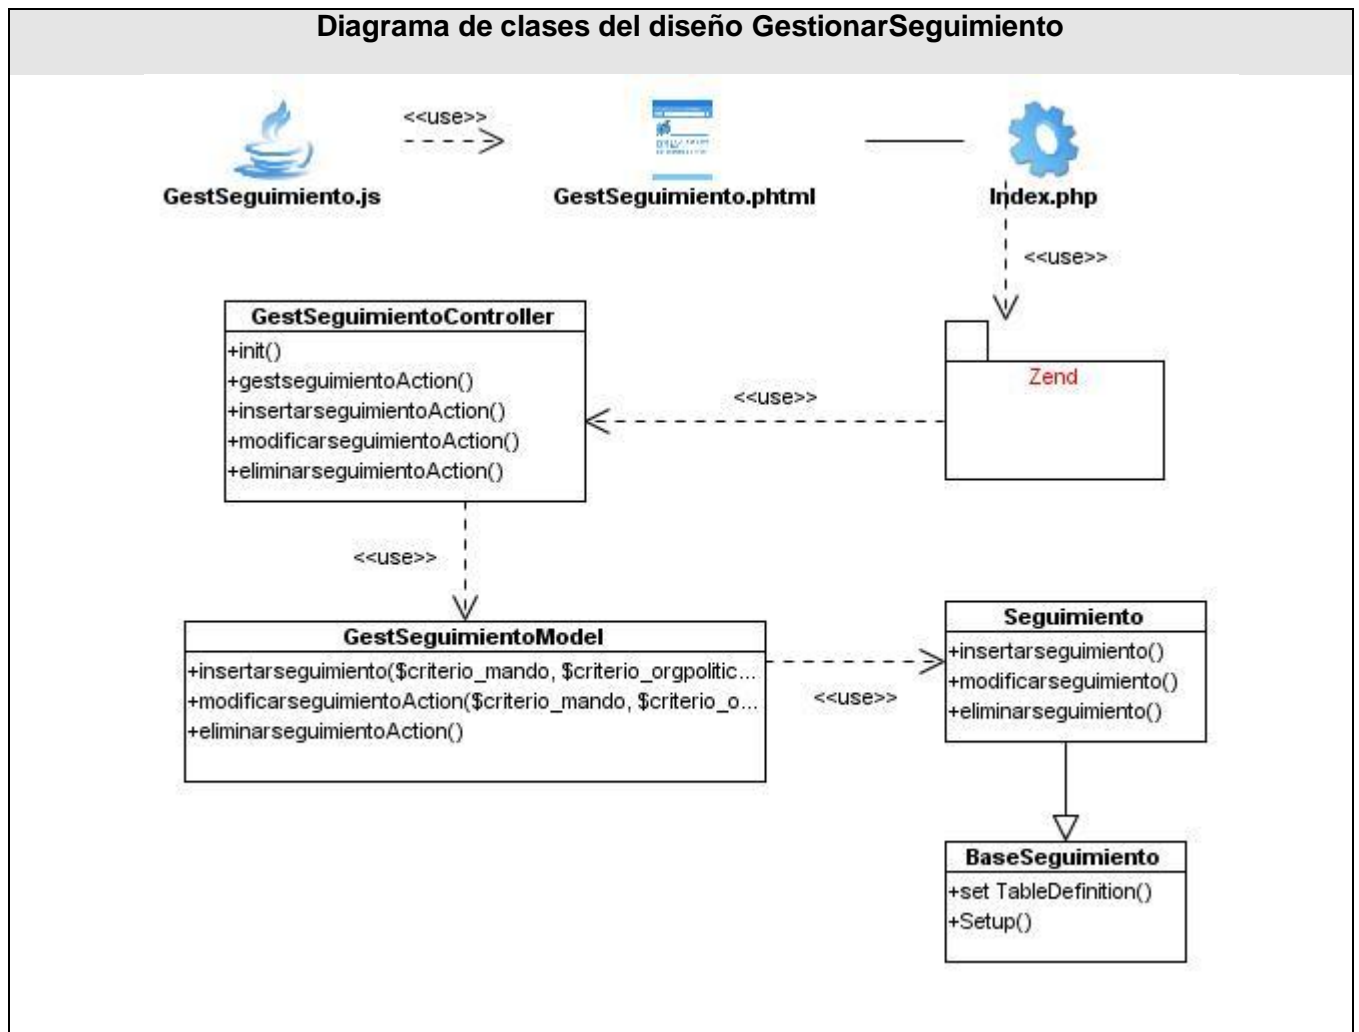 Diagrama de clases del diseño GestionarSeguimiento
<<use>>
GestSeguimiento.js
GestSeguimiento.phtml
Index.php
<<use>>
GestSeguimientoController
+init()
+gestseguimientoAction()
+insertarseguimientoAction()
+modificarseguimientoAction()
+eliminarseguimientoAction()
<<use>>
Zend
<<use>>
GestSeguimientoModel
+insertarseguimiento($criterio_mando, $criterio_orgpolitic...
+modificarseguimientoAction($criterio_mando, $criterio_o...
+eliminarseguimientoAction()
<<use>>
Seguimiento
+insertarseguimiento()
+modificarseguimiento()
+eliminarseguimiento()
BaseSeguimiento
+set TableDefinition()
+Setup()